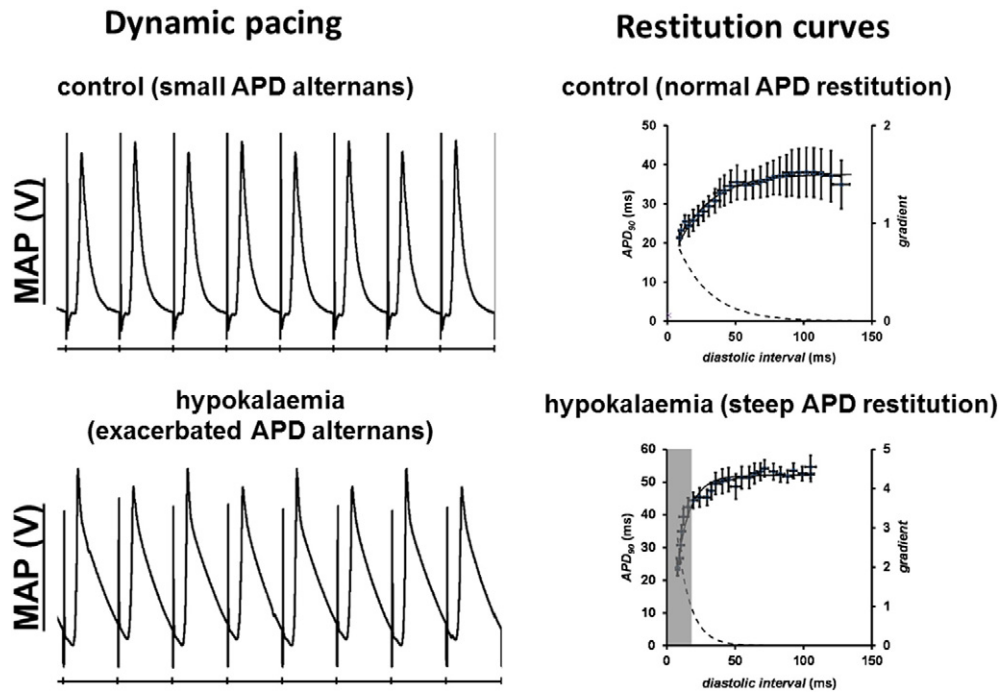 Dynamic pacing
control (small APD alternans)
MAP (V)
hypokalaemia
(exacerbated APD alternans)
MAP (V)
Restitution curves
control (normal APD restitution)
50
40
30
20
10
0
APD90 (ms)
2
1
0
gradient
0
50
100
150
diastolic interval (ms)
hypokalaemia (steep APD restitution)
60
50
40
30
20
10
0
APD90 (ms)
5
4
3
2
1
0
gradient
0
50
100
150
diastolic interval (ms)